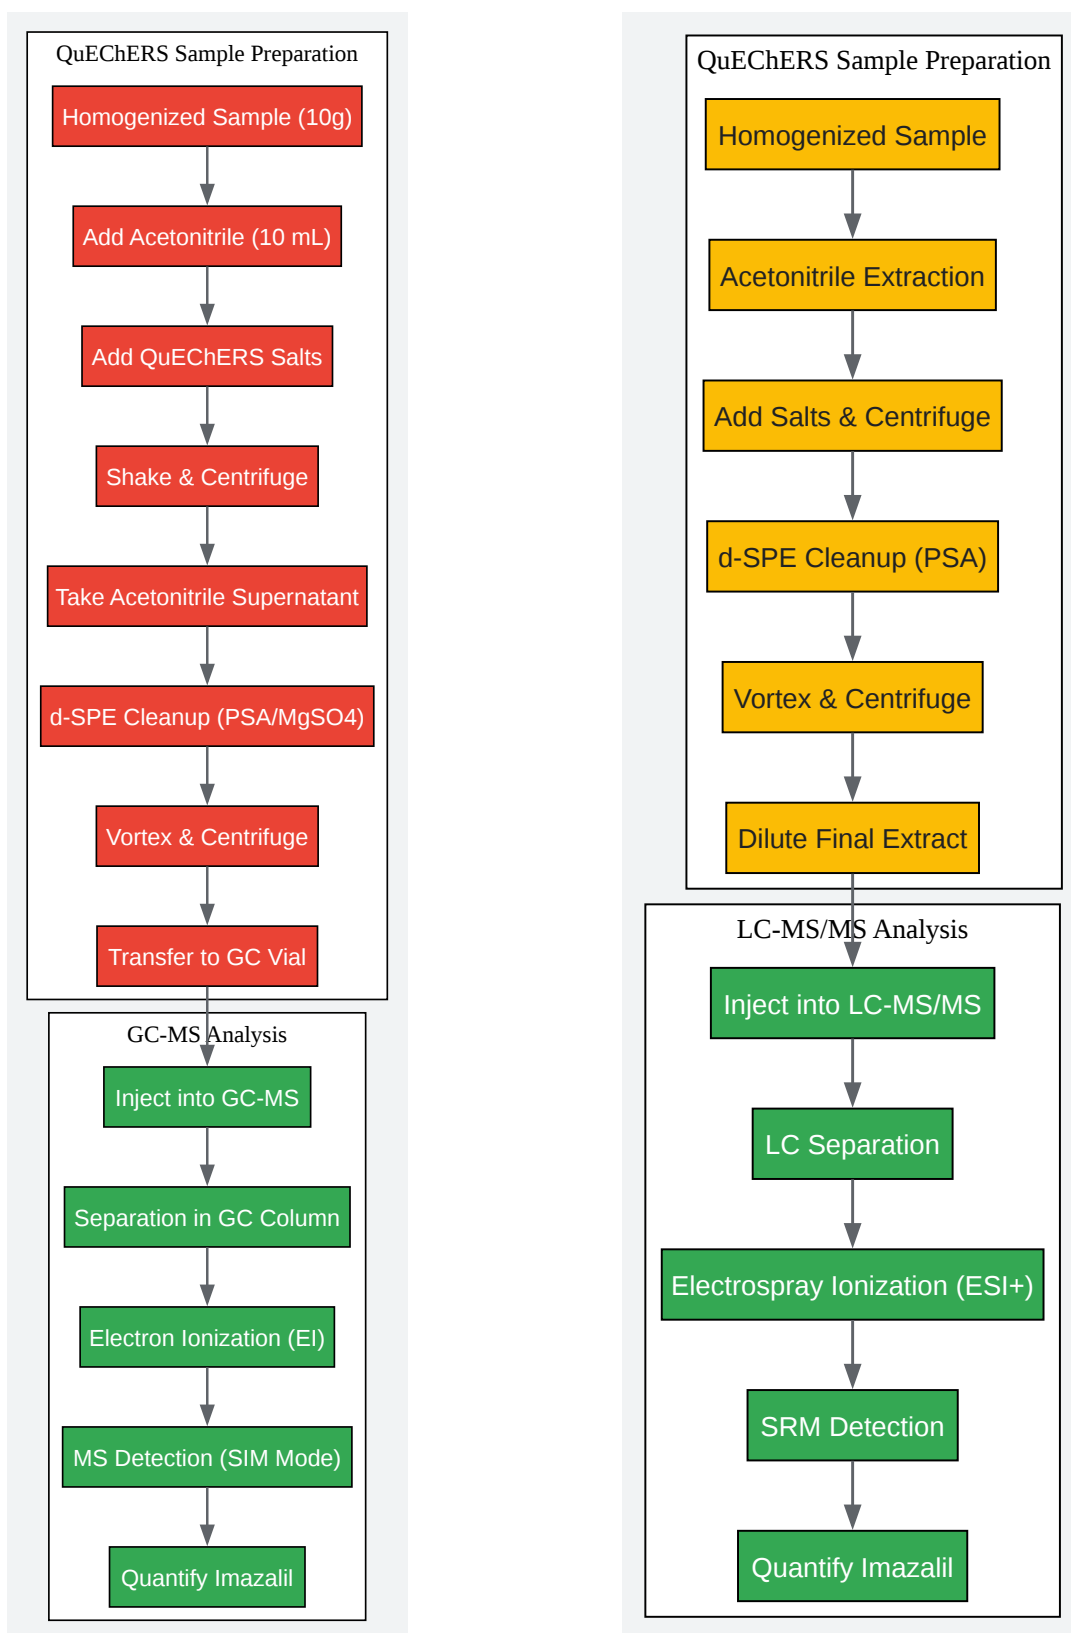 QuEChERS Sample Preparation
Homogenized Sample (10g)
Add Acetonitrile (10 mL)
Add QuEChERS Salts
Shake & Centrifuge
Take Acetonitrile Supernatant
d-SPE Cleanup (PSA/MgSO4)
Vortex & Centrifuge
Transfer to GC Vial
GC-MS Analysis
Inject into GC-MS
Separation in GC Column
Electron Ionization (EI)
MS Detection (SIM Mode)
Quantify Imazalil
QuEChERS Sample Preparation
Homogenized Sample
Acetonitrile Extraction
Add Salts & Centrifuge
d-SPE Cleanup (PSA)
Vortex & Centrifuge
Dilute Final Extract
LC-MS/MS Analysis
Inject into LC-MS/MS
LC Separation
Electrospray Ionization (ESI+)
SRM Detection
Quantify Imazalil